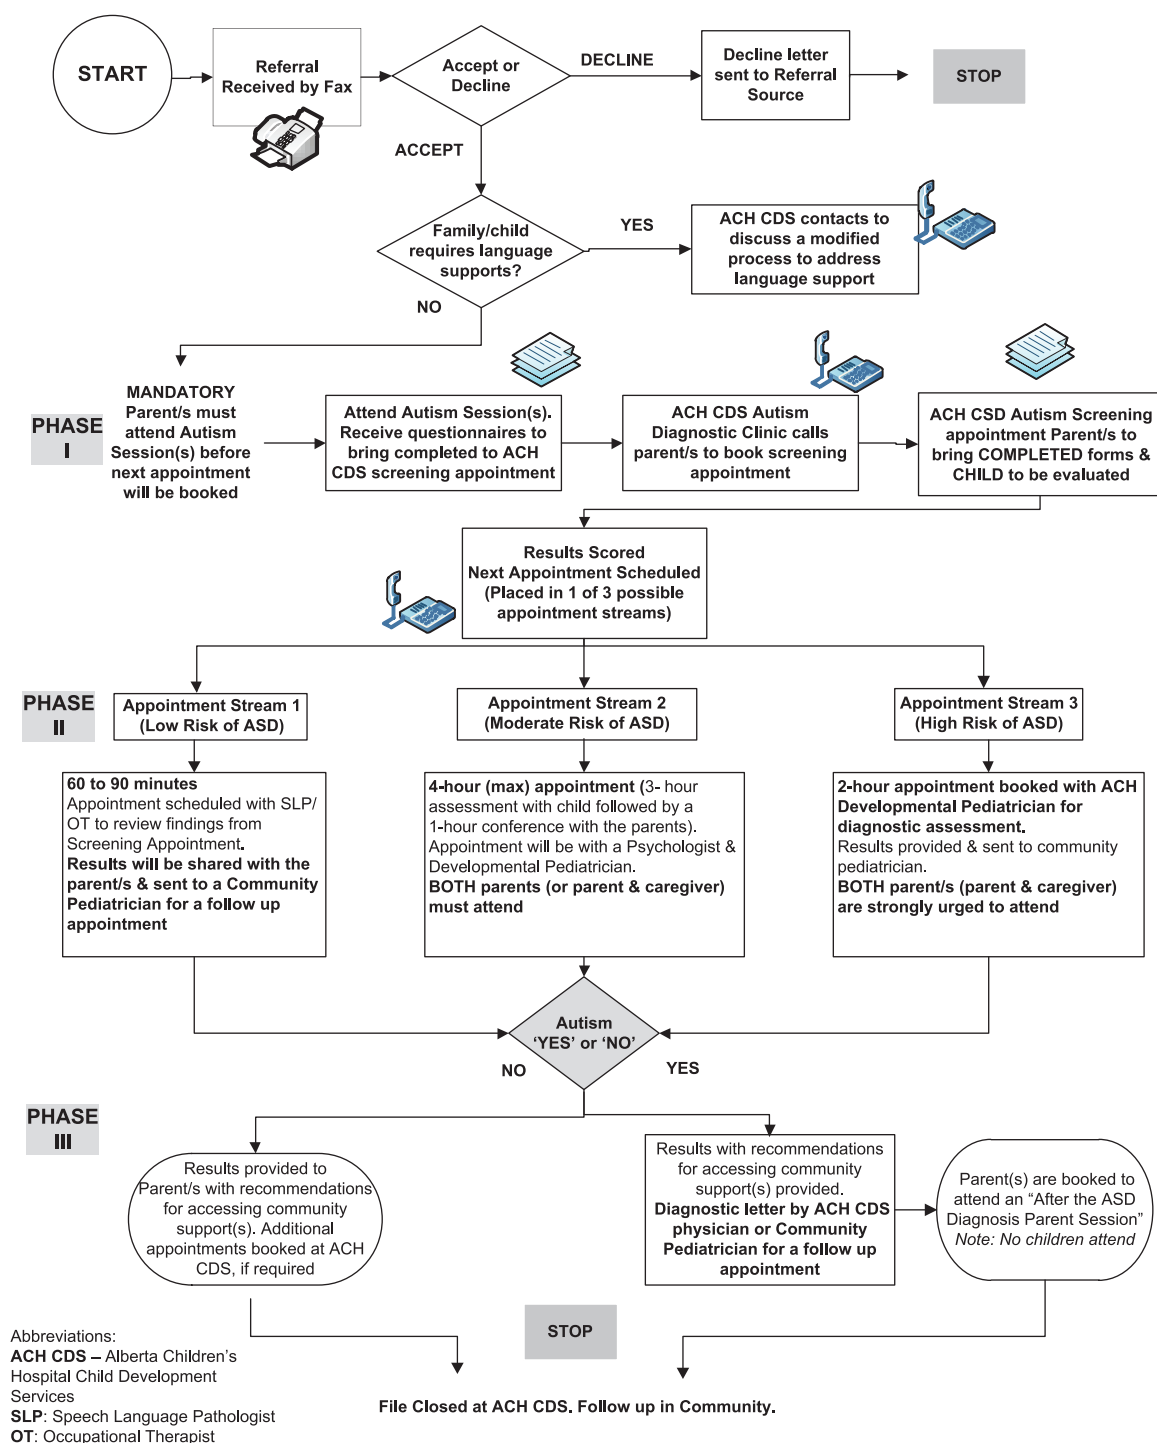 START
Referral
Received by Fax
Accept or
Decline
DECLINE
Decline letter
sent to Referral
Source
STOP
ACCEPT
Family/child
requires language
supports?
YES
ACH CDS contacts to
discuss a modified
process to address
language support
NO
PHASE
I
MANDATORY
Parent/s must
attend Autism
Session(s) before
next appointment
will be booked
Attend Autism Session(s).
Receive questionnaires to
bring completed to ACH
CDS screening appointment
ACH CDS Autism
Diagnostic Clinic calls
parent/s to book screening
appointment
ACH CSD Autism Screening
appointment Parent/s to
bring COMPLETED forms &
CHILD to be evaluated
Results Scored
Next Appointment Scheduled
(Placed in 1 of 3 possible
appointment streams)
PHASE
II
Appointment Stream 1
(Low Risk of ASD)
Appointment Stream 2
(Moderate Risk of ASD)
Appointment Stream 3
(High Risk of ASD)
60 to 90 minutes
Appointment scheduled with SLP/
OT to review findings from
Screening Appointment.
Results will be shared with the
parent/s & sent to a Community
Pediatrician for a follow up
appointment
4-hour (max) appointment (3- hour
assessment with child followed by a
1-hour conference with the parents).
Appointment will be with a Psychologist &
Developmental Pediatrician.
BOTH parents (or parent & caregiver)
must attend
2-hour appointment booked with ACH
Developmental Pediatrician for
diagnostic assessment.
Results provided & sent to community
pediatrician.
BOTH parent/s (parent & caregiver)
are strongly urged to attend
Autism
‘YES’ or ‘NO’
NO
YES
PHASE
III
Results provided to
Parent/s with recommendations
for accessing community
support(s). Additional
appointments booked at ACH
CDS, if required
Results with recommendations
for accessing community
support(s) provided.
Diagnostic letter by ACH CDS
physician or Community
Pediatrician for a follow up
appointment
Parent(s) are booked to
attend an “After the ASD
Diagnosis Parent Session”
Note: No children attend
STOP
File Closed at ACH CDS. Follow up in Community.
Abbreviations:
ACH CDS – Alberta Children’s
Hospital Child Development
Services
SLP: Speech Language Pathologist
OT: Occupational Therapist